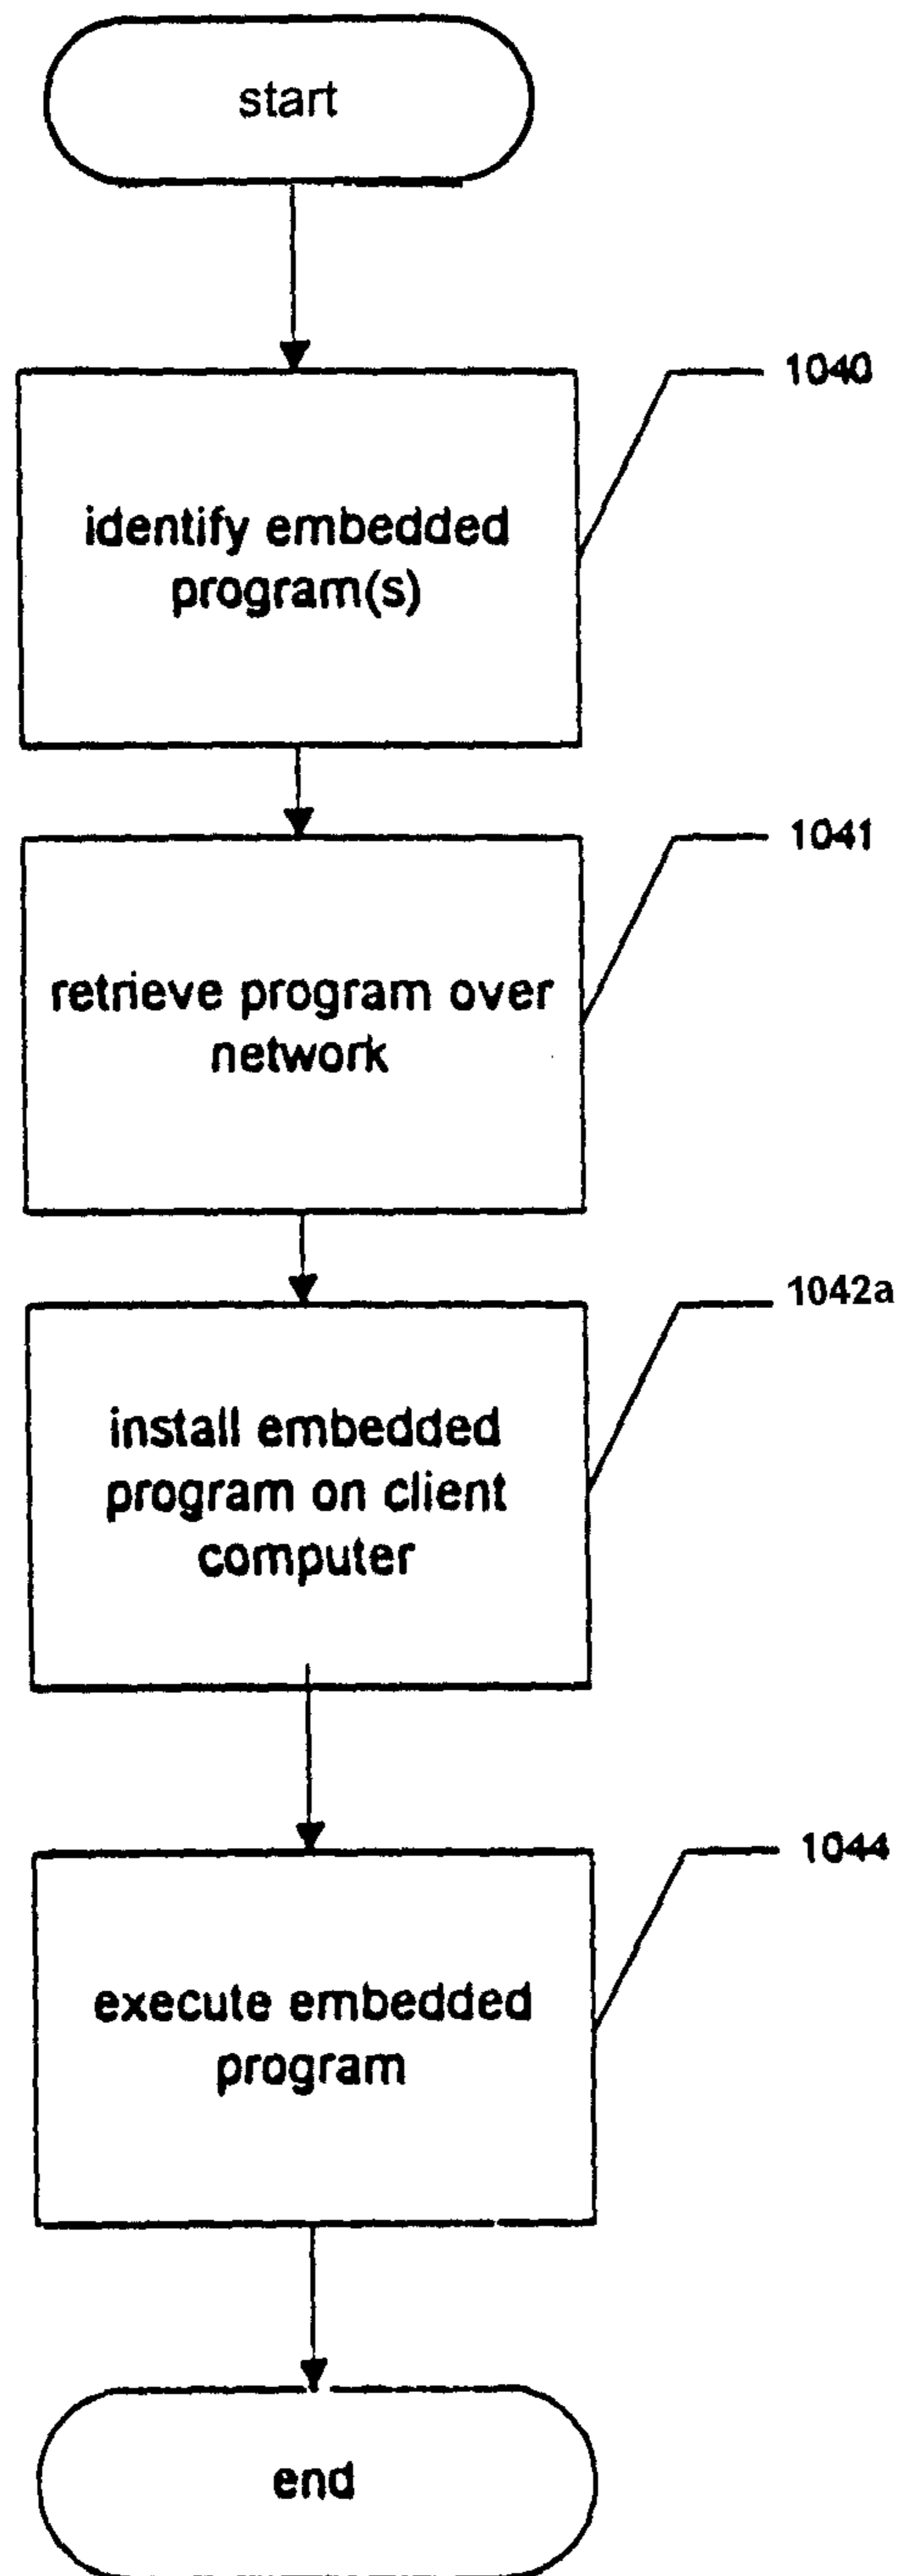 start
1040
identify embedded
program(s)
1041
retrieve program over
network
1042a
install embedded
program on client
computer
1044
execute embedded
program
end